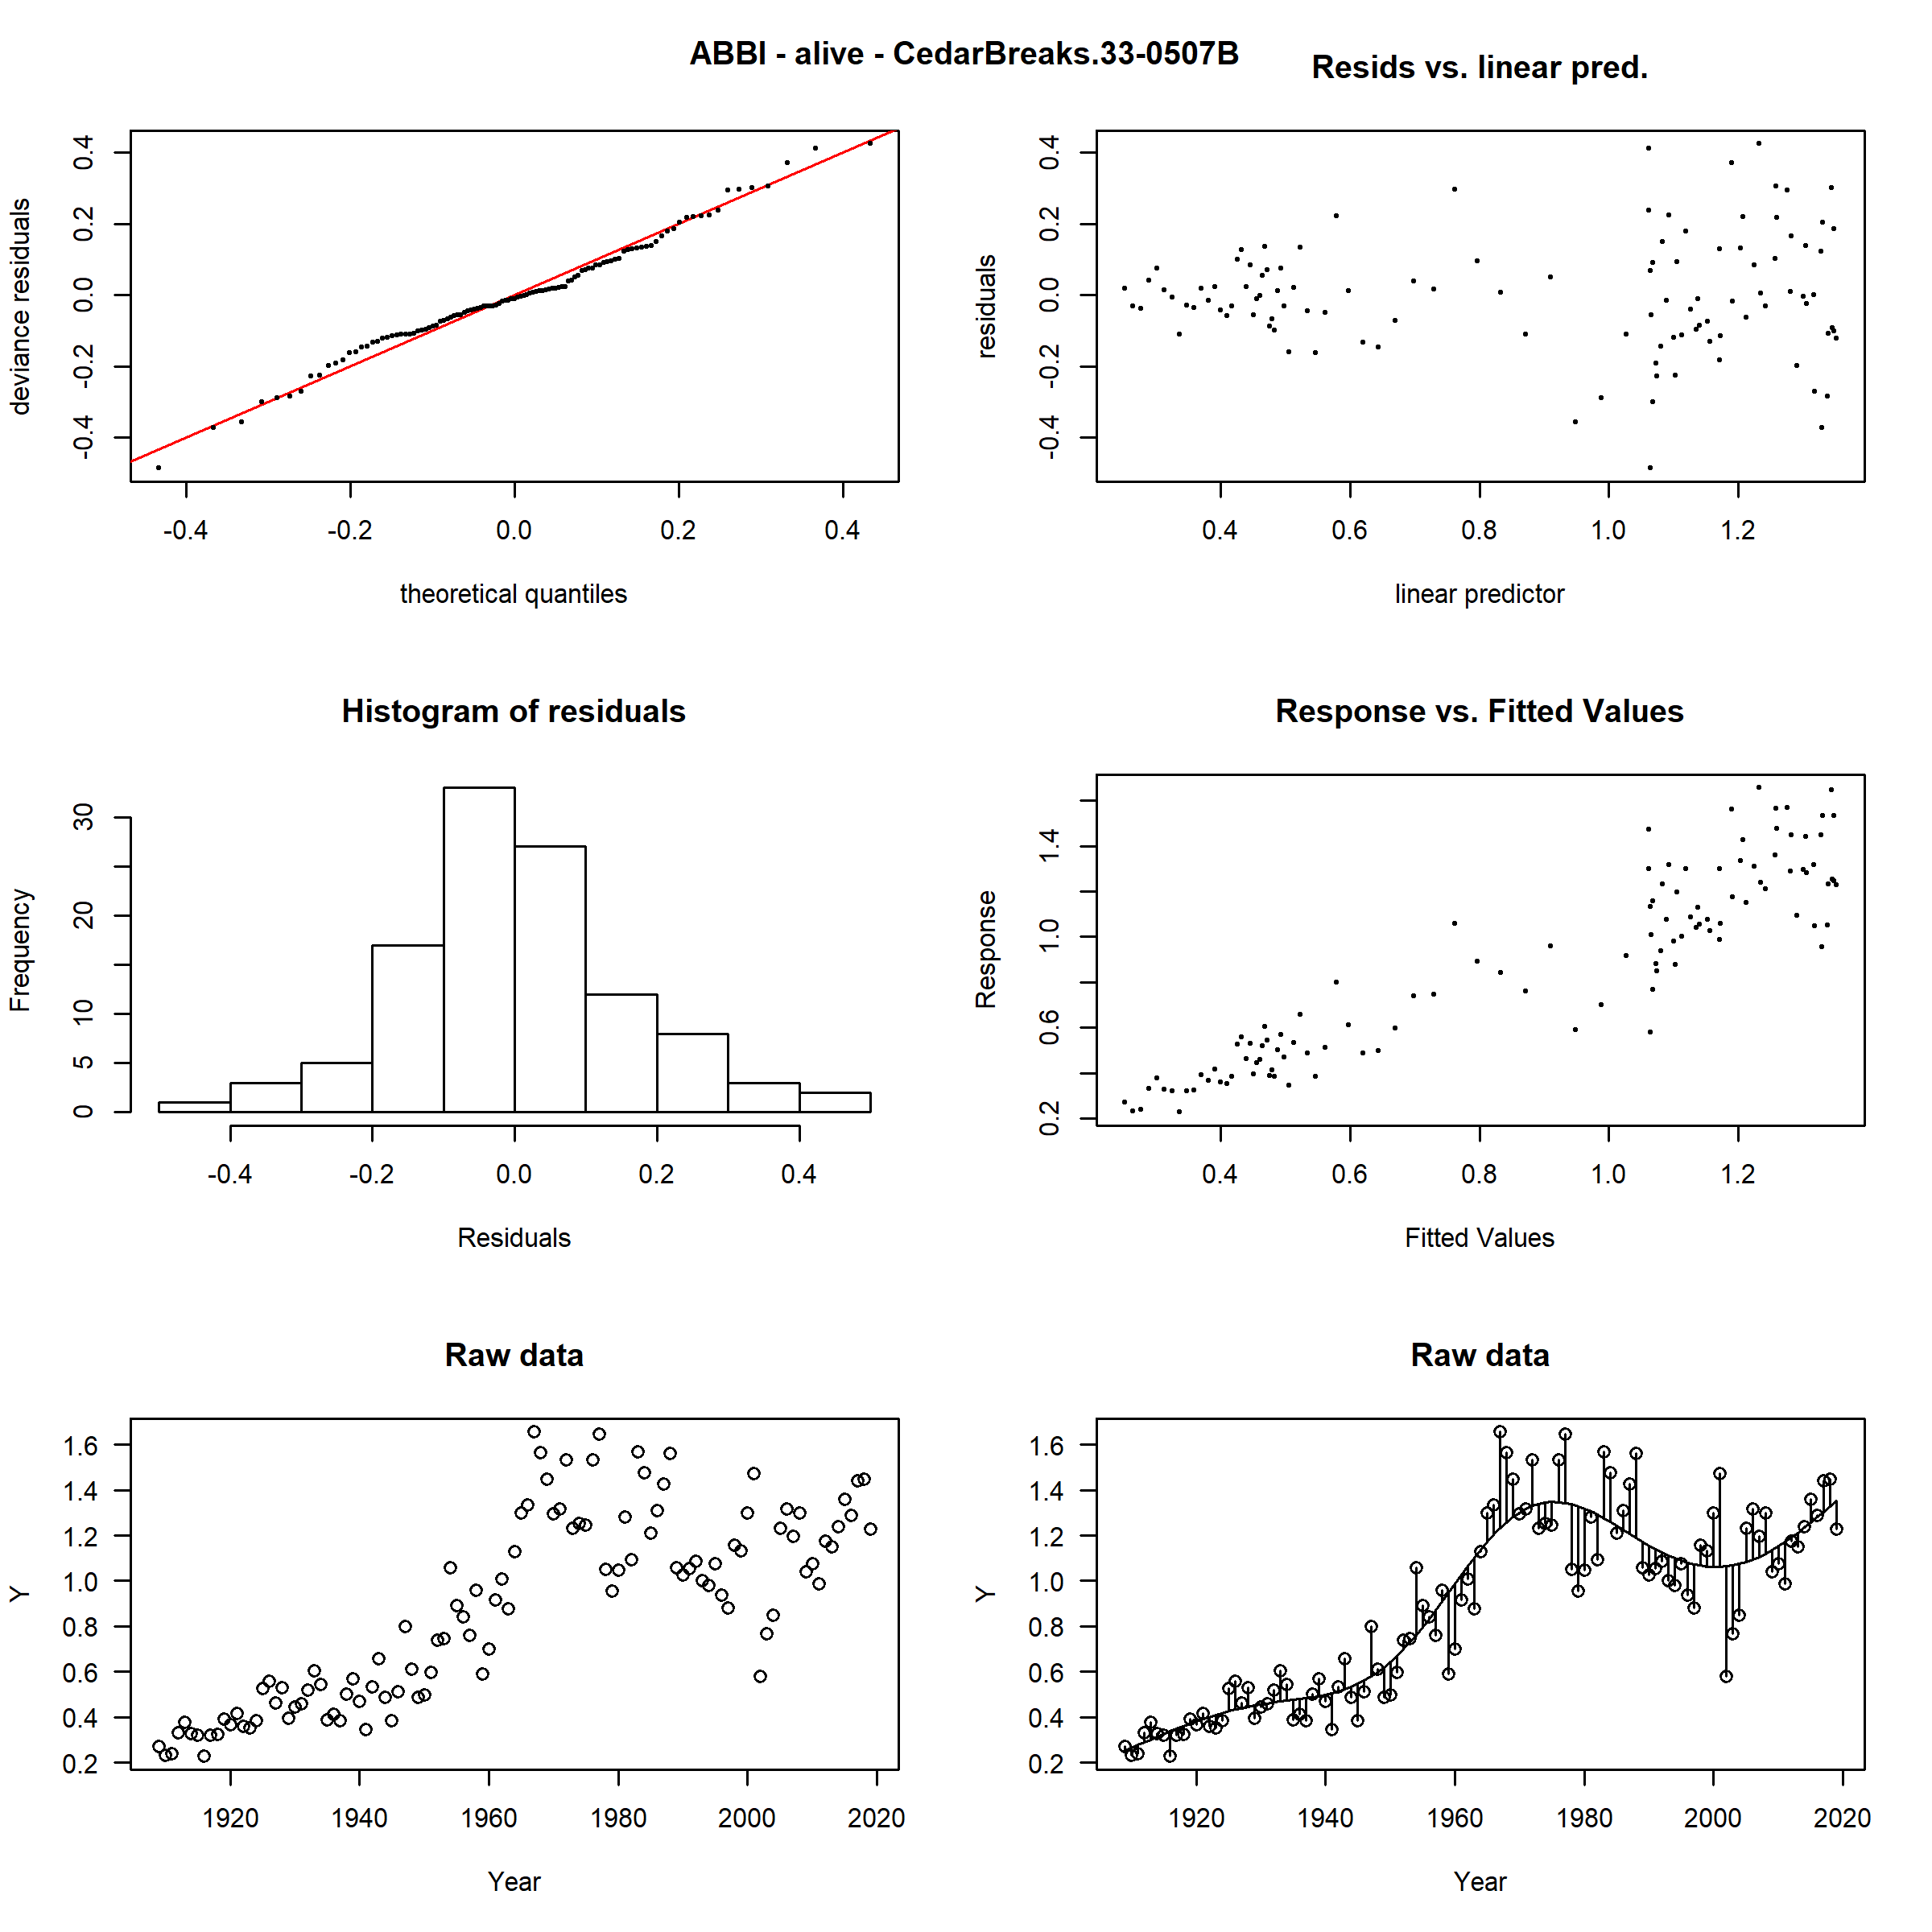 ABBI - alive - CedarBreaks.33-0507B
Resids vs. linear pred.
deviance residuals
-0.4 -0.2 0.0 0.2 0.4
-0.4 -0.2 0.0 0.2 0.4
theoretical quantiles
residuals
-0.4 -0.2 0.0 0.2 0.4
0.4 0.6 0.8 1.0 1.2
linear predictor
Histogram of residuals
Frequency
0 5 10 20 30
-0.4 -0.2 0.0 0.2 0.4
Residuals
Response vs. Fitted Values
Response
0.2 0.6 1.0 1.4
0.4 0.6 0.8 1.0 1.2
Fitted Values
Raw data
Y
1.6
1.4
1.2
1.0
0.8
0.6
0.4
0.2
1920 1940 1960 1980 2000 2020
Year
Raw data
Y
1.6
1.4
1.2
1.0
0.8
0.6
0.4
0.2
1920 1940 1960 1980 2000 2020
Year